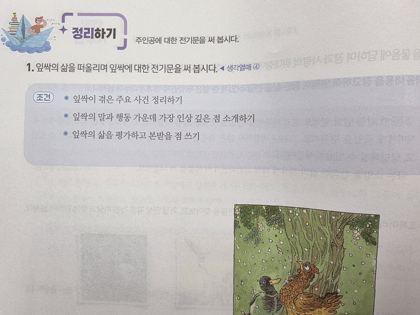 정리하기
주인공에 대한 전기문을 써 봅시다.
1. 잎싹의 삶을 떠올리며 잎싹에 대한 전기문을 써 봅시다. ◀ 생각열매 ④
조건
• 잎싹이 겪은 주요 사건 정리하기
• 잎싹의 말과 행동 가운데 가장 인상 깊은 점 소개하기
• 잎싹의 삶을 평가하고 본받을 점 쓰기